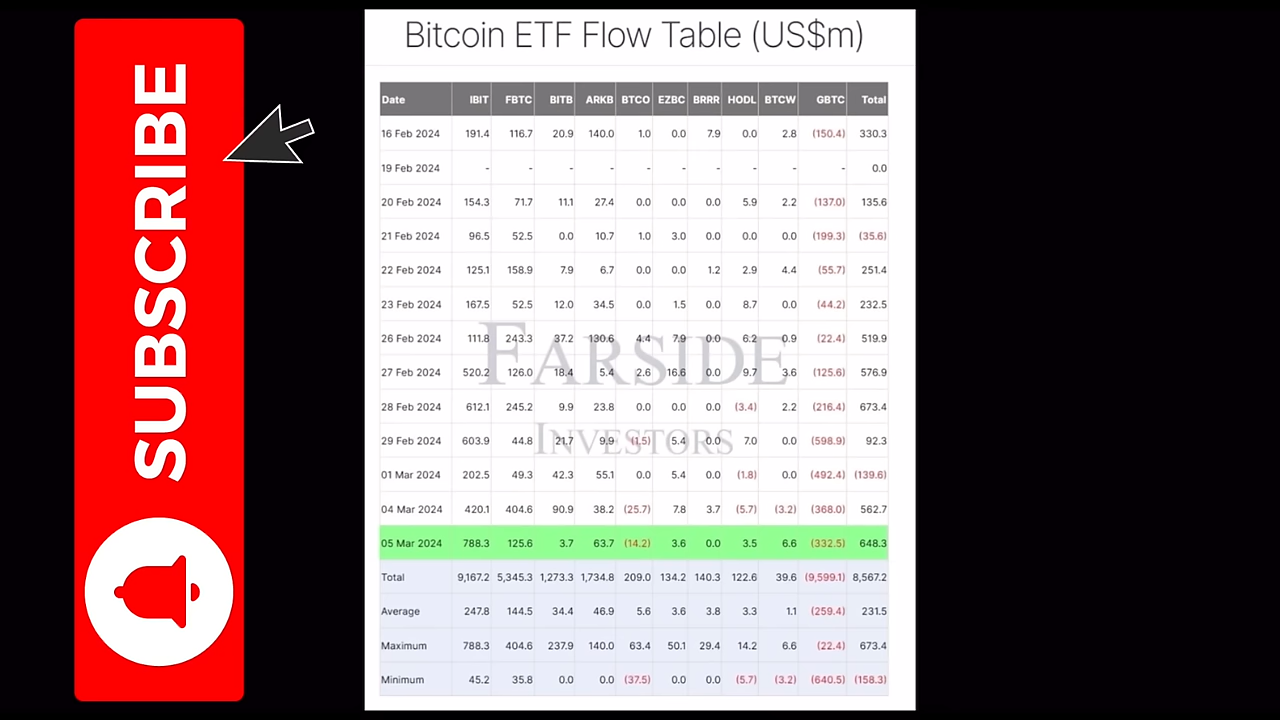 SUBSCRIBE
Bitcoin ETF Flow Table (US$m)
Date IBIT FBTC BITB ARKB BTCO EZBC BRRR HODL BTCW GBTC Total
16 Feb 2024 191.4 116.7 20.9 140.0 1.0 0.0 7.9 0.0 2.8 (150.4) 330.3
19 Feb 2024 - - - - - - - - - - 0.0
20 Feb 2024 154.3 71.7 11.1 27.4 0.0 0.0 0.0 5.9 2.2 (137.0) 135.6
21 Feb 2024 96.5 52.5 0.0 10.7 1.0 3.0 0.0 0.0 0.0 (199.3) (35.6)
22 Feb 2024 125.1 158.9 7.9 6.7 0.0 0.0 1.2 2.9 4.4 (55.7) 251.4
23 Feb 2024 167.5 52.5 12.0 34.5 0.0 1.5 0.0 8.7 0.0 (44.2) 232.5
26 Feb 2024 111.8 243.3 37.2 130.6 4.4 7.9 0.0 6.2 0.9 (22.4) 519.9
FARSIDE
27 Feb 2024 520.2 126.0 18.4 5.4 2.6 16.6 0.0 9.7 3.6 (125.6) 576.9
28 Feb 2024 612.1 245.2 9.9 23.8 0.0 0.0 0.0 (3.4) 2.2 (216.4) 673.4
29 Feb 2024 603.9 44.8 21.7 9.9 (1.5) 5.4 0.0 7.0 0.0 (598.9) 92.3
INVESTORS
01 Mar 2024 202.5 49.3 42.3 55.1 0.0 5.4 0.0 (1.8) 0.0 (492.4) (139.6)
04 Mar 2024 420.1 404.6 90.9 38.2 (25.7) 7.8 3.7 (5.7) (3.2) (368.0) 562.7
05 Mar 2024 788.3 125.6 3.7 63.7 (14.2) 3.6 0.0 3.5 6.6 (332.5) 648.3
Total 9,167.2 5,345.3 1,273.3 1,734.8 209.0 134.2 140.3 122.6 39.6 (9,599.1) 8,567.2
Average 247.8 144.5 34.4 46.9 5.6 3.6 3.8 3.3 1.1 (259.4) 231.5
Maximum 788.3 404.6 237.9 140.0 63.4 50.1 29.4 14.2 6.6 (22.4) 673.4
Minimum 45.2 35.8 0.0 0.0 (37.5) 0.0 0.0 (5.7) (3.2) (640.5) (158.3)